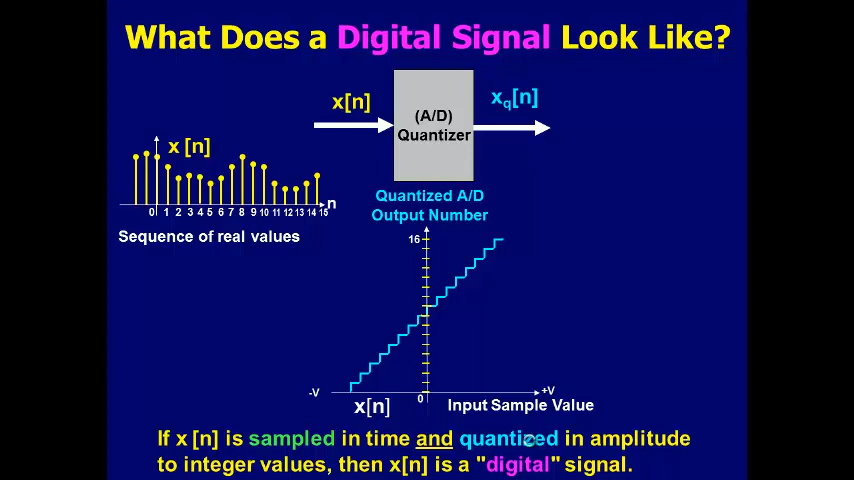 What Does a Digital Signal Look Like?
x[n]
(A/D)
Quantizer
xq[n]
x [n]
0 1 2 3 4 5 6 7 8 9 10 11 12 13 14 15
n
Sequence of real values
Quantized A/D
Output Number
16
-V
0
+V
x[n]
Input Sample Value
If x [n] is sampled in time and quantized in amplitude
to integer values, then x[n] is a "digital" signal.